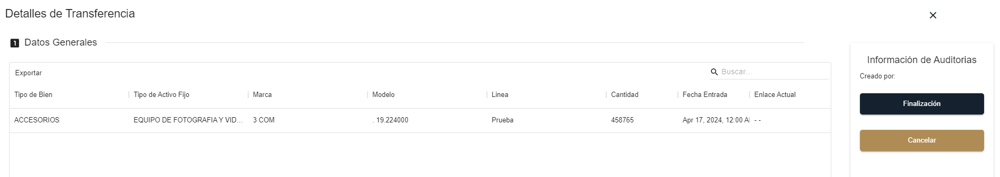 Detalles de Transferencia
1 Datos Generales
Exportar
Buscar...
Tipo de Bien Tipo de Activo Fijo Marca Modelo Linea Cantidad Fecha Entrada Enlace Actual
ACCESORIOS EQUIPO DE FOTOGRAFIA Y VID... 3 COM . 19.224000 Prueba 458765 Apr 17, 2024, 12:00 A - -
Información de Auditorias
Creado por:
Finalización
Cancelar